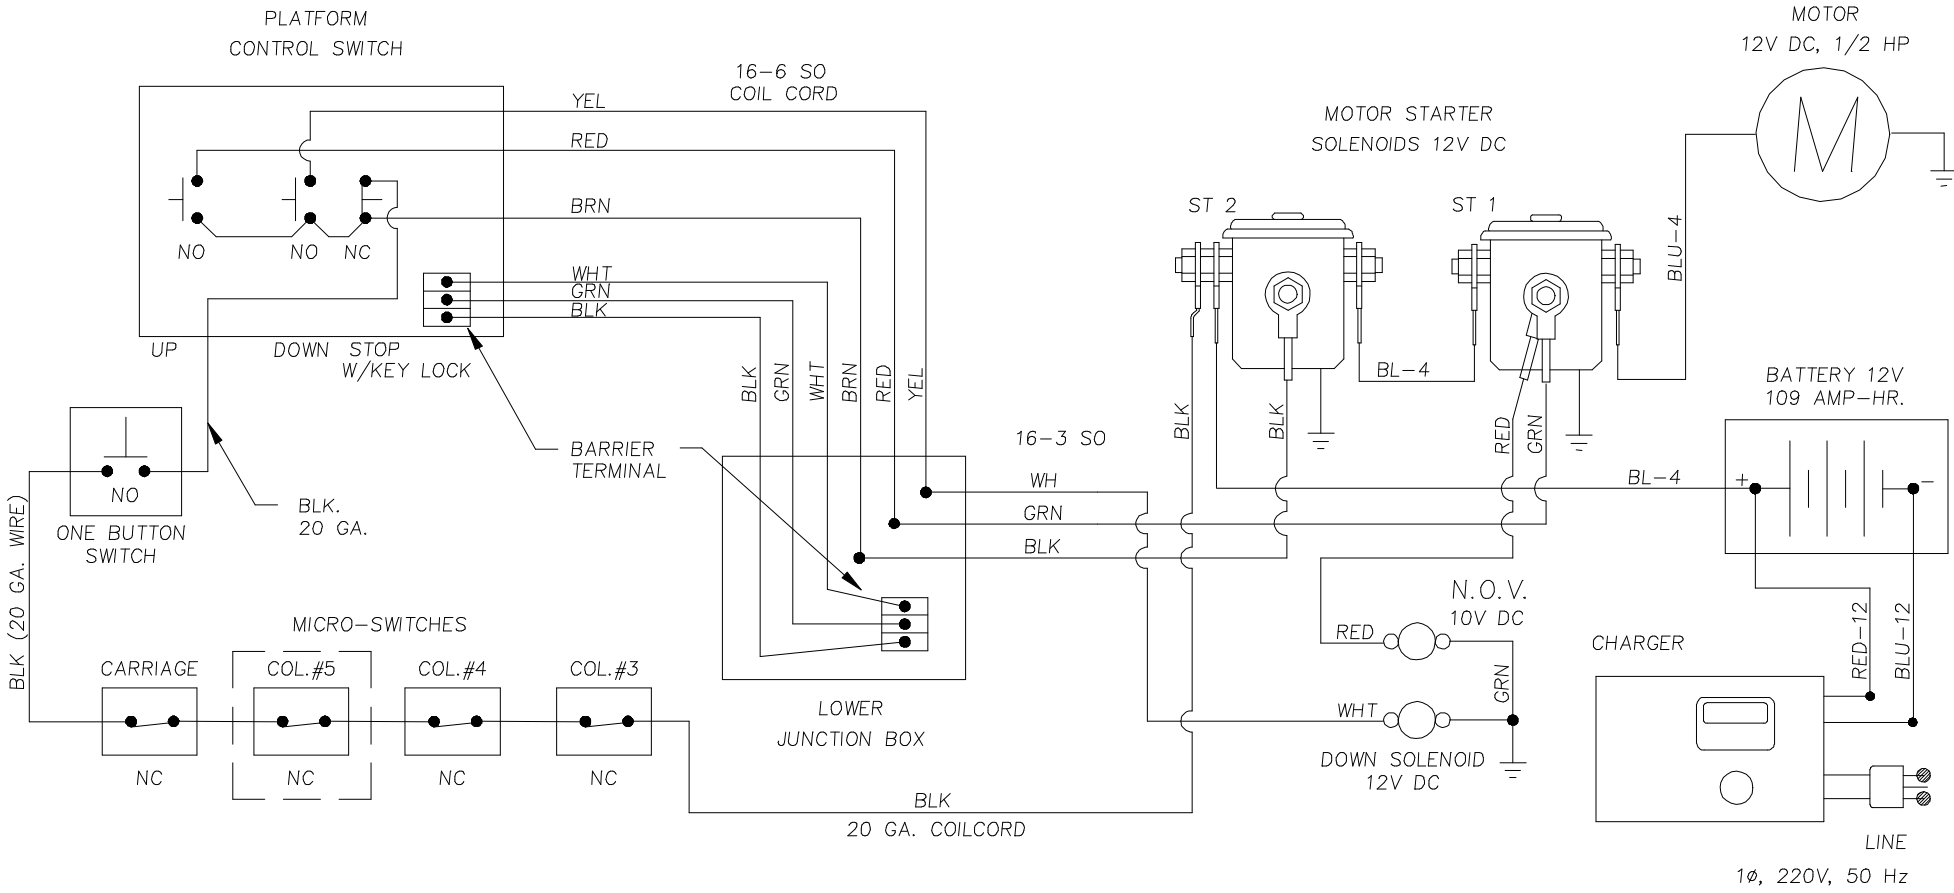 PLATFORM
CONTROL SWITCH
16-6 SO
COIL CORD
YEL
RED
BRN
WHT
GRN
BLK
NO
NO
NC
UP
DOWN
STOP
W/KEY LOCK
MOTOR
12V DC, 1/2 HP
MOTOR STARTER
SOLENOIDS 12V DC
ST 2
ST 1
BLU-4
BL-4
BLK
BLK
RED
GRN
BATTERY 12V
109 AMP-HR.
BL-4
+
-
BLK
GRN
WHT
BRN
RED
YEL
BARRIER
TERMINAL
16-3 SO
WH
GRN
BLK
NO
ONE BUTTON
SWITCH
BLK.
20 GA.
BLK (20 GA. WIRE)
MICRO-SWITCHES
CARRIAGE
COL.#5
COL.#4
COL.#3
NC
NC
NC
NC
LOWER
JUNCTION BOX
BLK
20 GA. COILCORD
N.O.V.
10V DC
RED
GRN
WHT
DOWN SOLENOID
12V DC
CHARGER
RED-12
BLU-12
M
LINE
1ø, 220V, 50 Hz